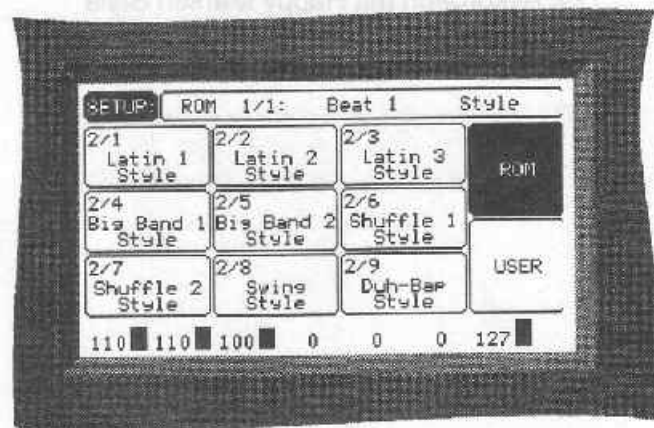 SETUP: ROM 1/1: Beat 1 Style
2/1 Latin 1 Style
2/2 Latin 2 Style
2/3 Latin 3 Style
ROM
2/4 Big Band 1 Style
2/5 Big Band 2 Style
2/6 Shuffle 1 Style
2/7 Shuffle 2 Style
2/8 Swing Style
2/9 Duh-Bap Style
USER
110 110 100 0 0 0 127